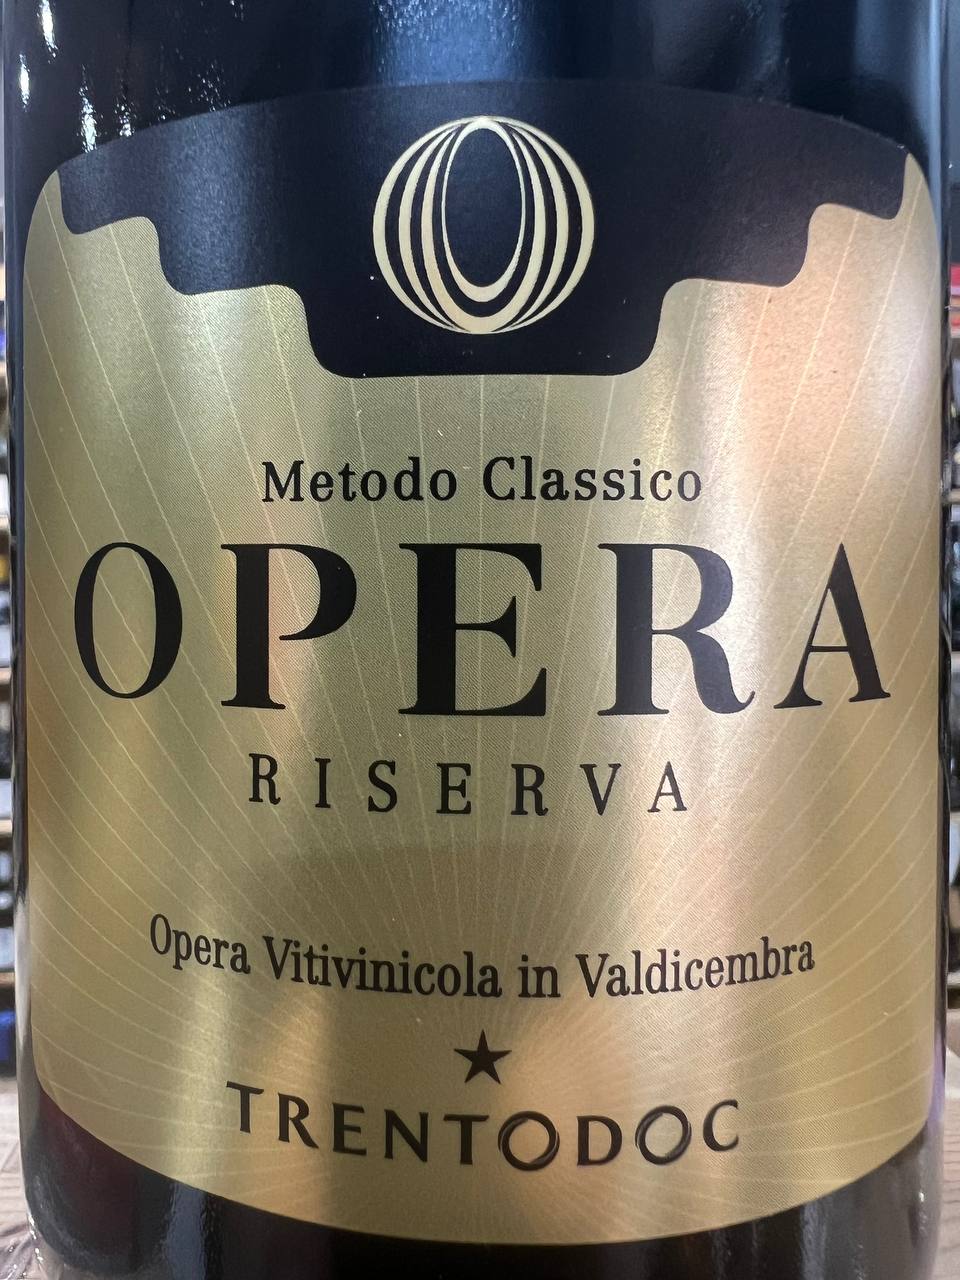 Metodo Classico
OPERA
RISERVA
Opera Vitivinicola in Valdicembra
TRENTODOC